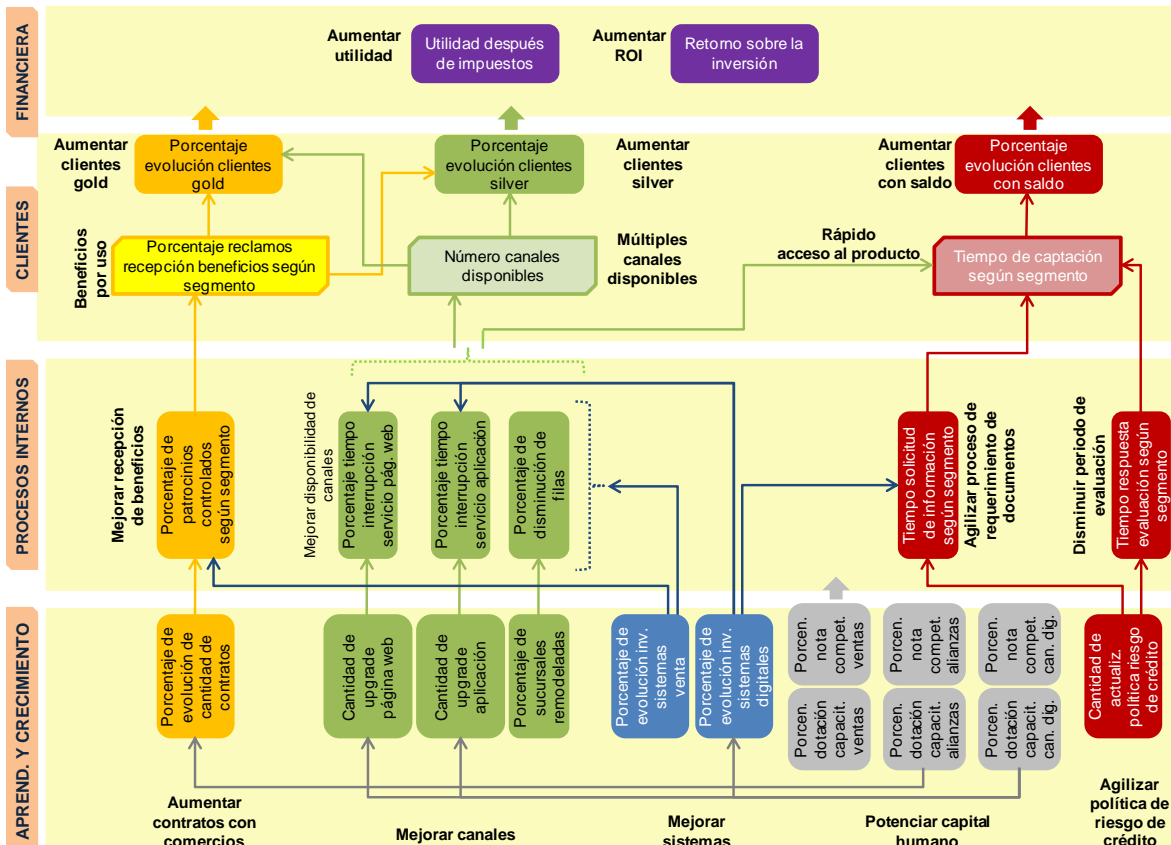 FINANCIERA
Aumentar
utilidad
Utilidad después
de impuestos
Aumentar
ROI
Retorno sobre la
inversión
CLIENTES
Aumentar
clientes
gold
Porcentaje
evolución clientes
gold
Porcentaje
evolución clientes
silver
Aumentar
clientes
silver
Aumentar
clientes
con saldo
Porcentaje
evolución clientes
con saldo
Beneficios
por uso
Porcentaje reclamos
recepción beneficios según
segmento
Número canales
disponibles
Múltiples
canales
disponibles
Rápido
acceso al producto
Tiempo de captación
según segmento
PROCESOS INTERNOS
Mejorar recepción
de beneficios
Porcentaje de
patrocinios
controlados
según segmento
Mejorar disponibilidad de
canales
Porcentaje tiempo
interrupción
servicio pág. web
Porcentaje tiempo
interrupción
servicio aplicación
Porcentaje de
disminución de
filas
Tiempo solicitud
de información
según segmento
Agilizar proceso de
requerimiento de
documentos
Disminuir periodo de
evaluación
Tiempo respuesta
evaluación según
segmento
APREND. Y CRECIMIENTO
Porcentaje de
evolución de
cantidad de
contratos
Cantidad de
upgrade
página web
Cantidad de
upgrade
aplicación
Porcentaje de
sucursales
remodeladas
Porcentaje de
evolución inv.
sistemas
venta
Porcentaje de
evolución inv.
sistemas
digitales
Porcen.
nota
compet.
ventas
Porcen.
nota
compet.
alianzas
Porcen.
nota
compet.
can. díg.
Porcen.
dotación
capacit.
ventas
Porcen.
dotación
capacit.
alianzas
Porcen.
dotación
capacit.
can. díg.
Cantidad de
actualiz.
política riesgo
de crédito
Aumentar
contratos con
comercios
Mejorar canales
Mejorar
sistemas
Potenciar capital
humano
Agilizar
política de
riesgo de
crédito